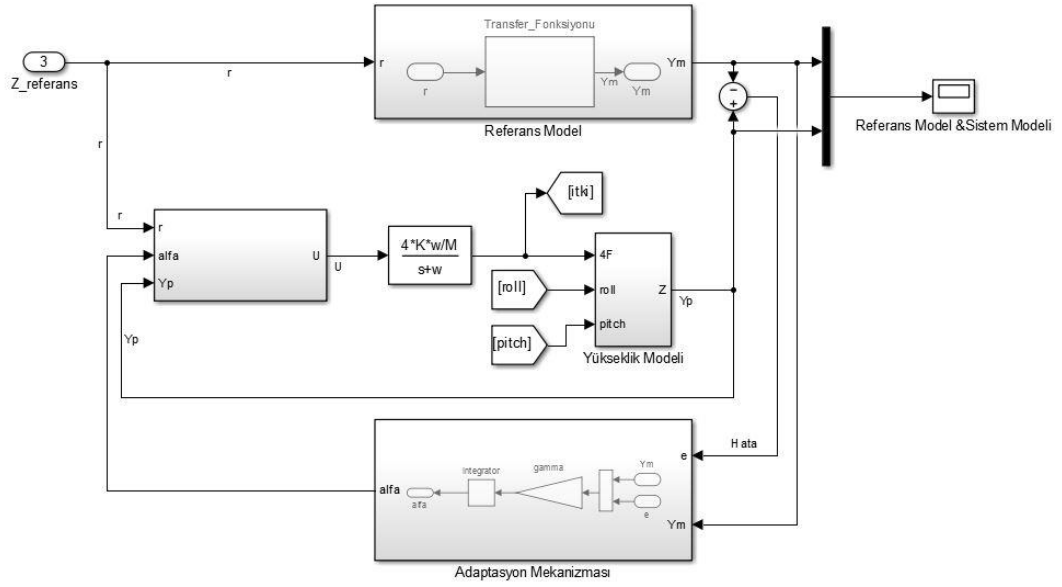 Transfer_Fonksiyonu
3
Z_referans
r
r
r
Ym
Ym
Ym
r
−
+
Referans Model
Referans Model &Sistem Modeli
r
[itki]
r
r
alfa
Yp
U
U
4*K*w/M
s+w
4F
[roll]
roll
Z
Yp
[pitch]
pitch
Yükseklik Modeli
Yp
Hata
e
Integrator
gamma
Ym
alfa
alfa
e
Ym
Adaptasyon Mekanizması